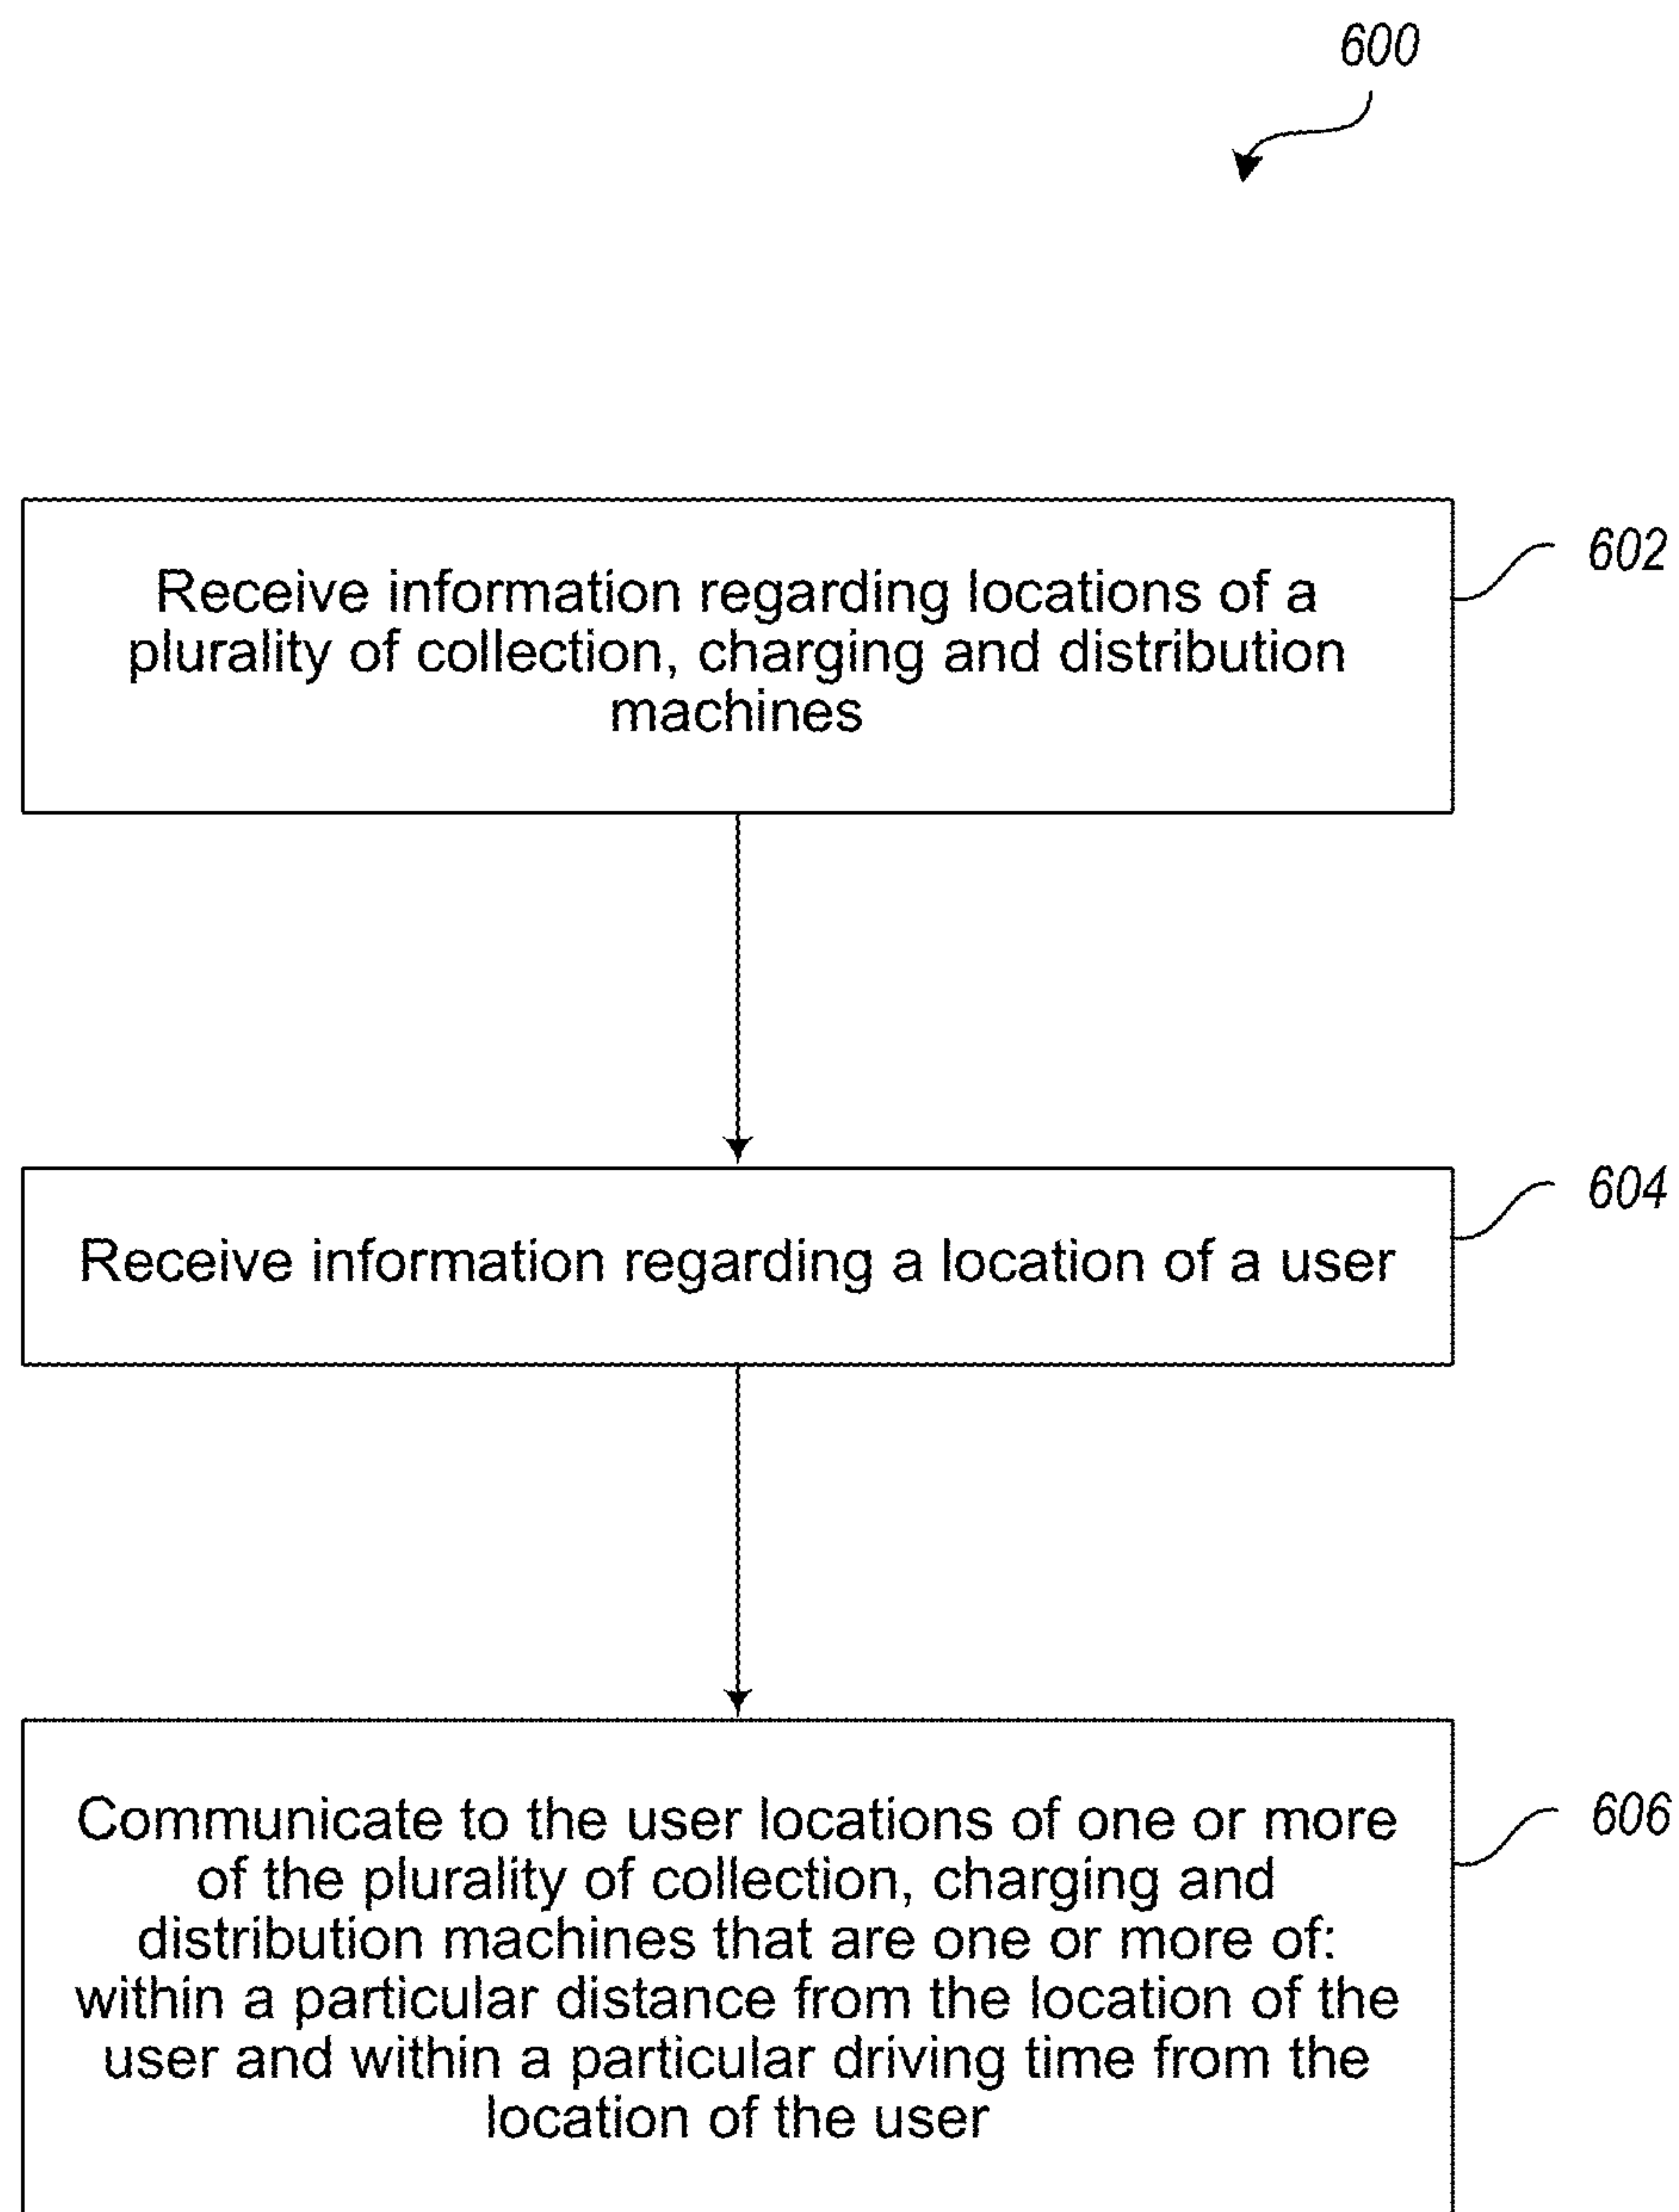 600
Receive information regarding locations of a
plurality of collection, charging and distribution
machines
602
Receive information regarding a location of a user
604
Communicate to the user locations of one or more
of the plurality of collection, charging and
distribution machines that are one or more of:
within a particular distance from the location of the
user and within a particular driving time from the
location of the user
606